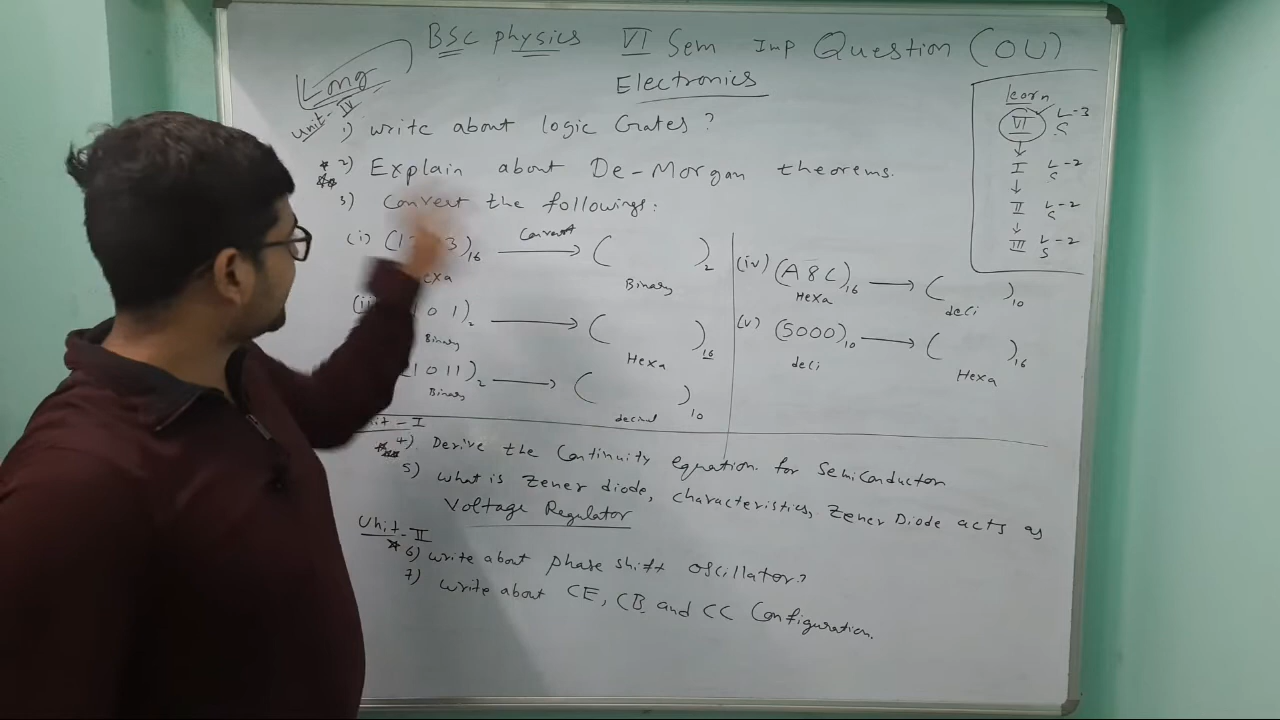 BSC physics VI Sem Imp Question (OU)
Electronics
Long
Unit-IV
1) write about logic Gates ?
2) Explain about De-Morgan theorems.
3) Convert the followings:
(i) (1 3)16 Convert ( )2
Binary
(ii) 0 1)2 ( )16
Binary Hexa
1 0 1 1)2 ( )10
Binary decimal
(iv) (A8C)16 ( )10
Hexa deci
(v) (5000)10 ( )16
deci Hexa
learn
VI L-3 S
I L-2 S
II L-2 S
III L-2 S
Unit-I
4) Derive the Continuity equation for Semiconductor
5) what is Zener diode, characteristics, Zener Diode acts as
Voltage Regulator
Unit-II
6) write about phase shift oscillator?
7) write about CE, CB, and CC Configuration.